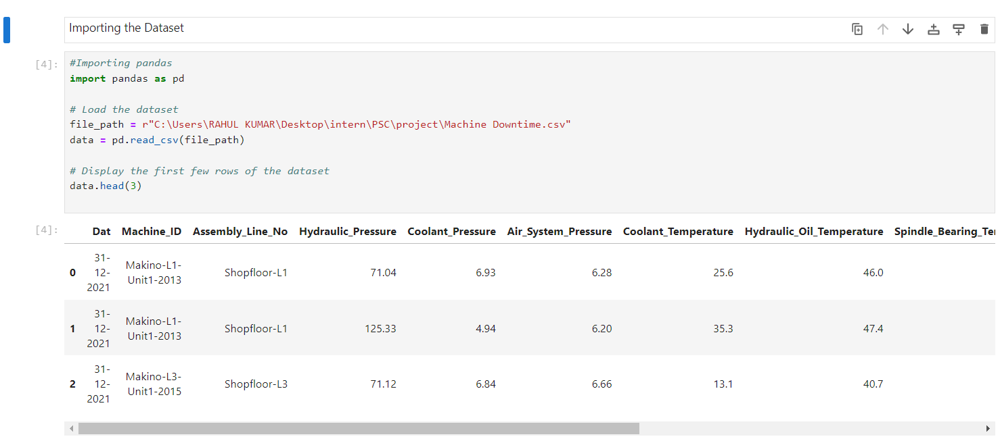 Importing the Dataset
[4]:
#Importing pandas
import pandas as pd
# Load the dataset
file_path = r"C:\Users\RAHUL KUMAR\Desktop\intern\PSC\project\Machine Downtime.csv"
data = pd.read_csv(file_path)
# Display the first few rows of the dataset
data.head(3)
[4]:
Dat Machine_ID Assembly_Line_No Hydraulic_Pressure Coolant_Pressure Air_System_Pressure Coolant_Temperature Hydraulic_Oil_Temperature Spindle_Bearing_Te
31-
Makino-L1-
0 12- Shopfloor-L1 71.04 6.93 6.28 25.6 46.0
Unit1-2013
2021
31-
Makino-L1-
1 12- Shopfloor-L1 125.33 4.94 6.20 35.3 47.4
Unit1-2013
2021
31-
Makino-L3-
2 12- Shopfloor-L3 71.12 6.84 6.66 13.1 40.7
Unit1-2015
2021